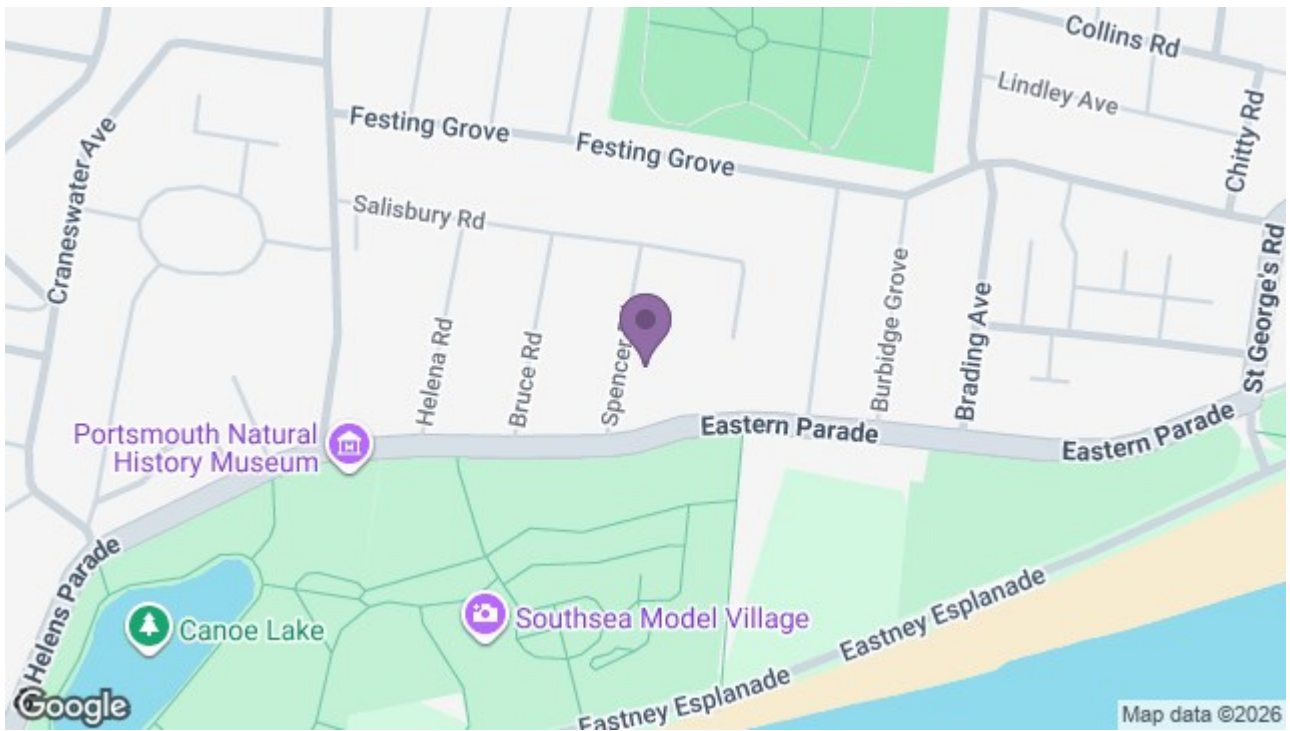 Collins Rd
Lindley Ave
Chitty Rd
Festing Grove
Festing Grove
Craneswater Ave
Salisbury Rd
St George's Rd
Burbidge Grove
Brading Ave
Helena Rd
Bruce Rd
Spencer
Eastern Parade
Eastern Parade
Portsmouth Natural
History Museum
Helens Parade
Eastney Esplanade
Southsea Model Village
Canoe Lake
Eastney Esplanade
Google
Map data ©2026